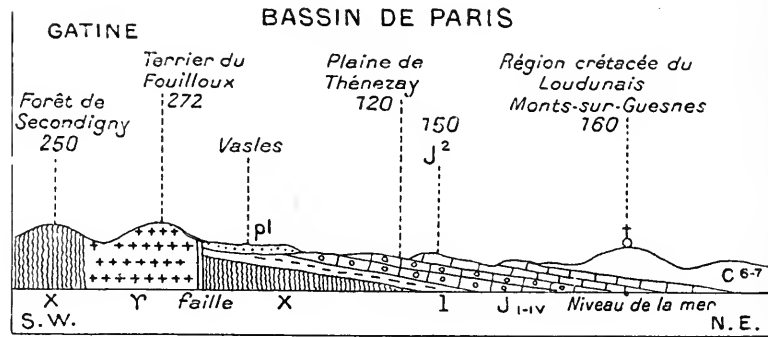 BASSIN DE PARIS
GATINE
Terrier du
Fouilloux
272
Plaine de
Thénezay
120
Région crétacée du
Loudunais
Monts-sur-Guesnes
160
Forêt de
Secondigny
250
Vasles
150
J²
pl
C 6-7
X
ϒ
faille
X
l
J I-IV
Niveau de la mer
S.W.
N.E.